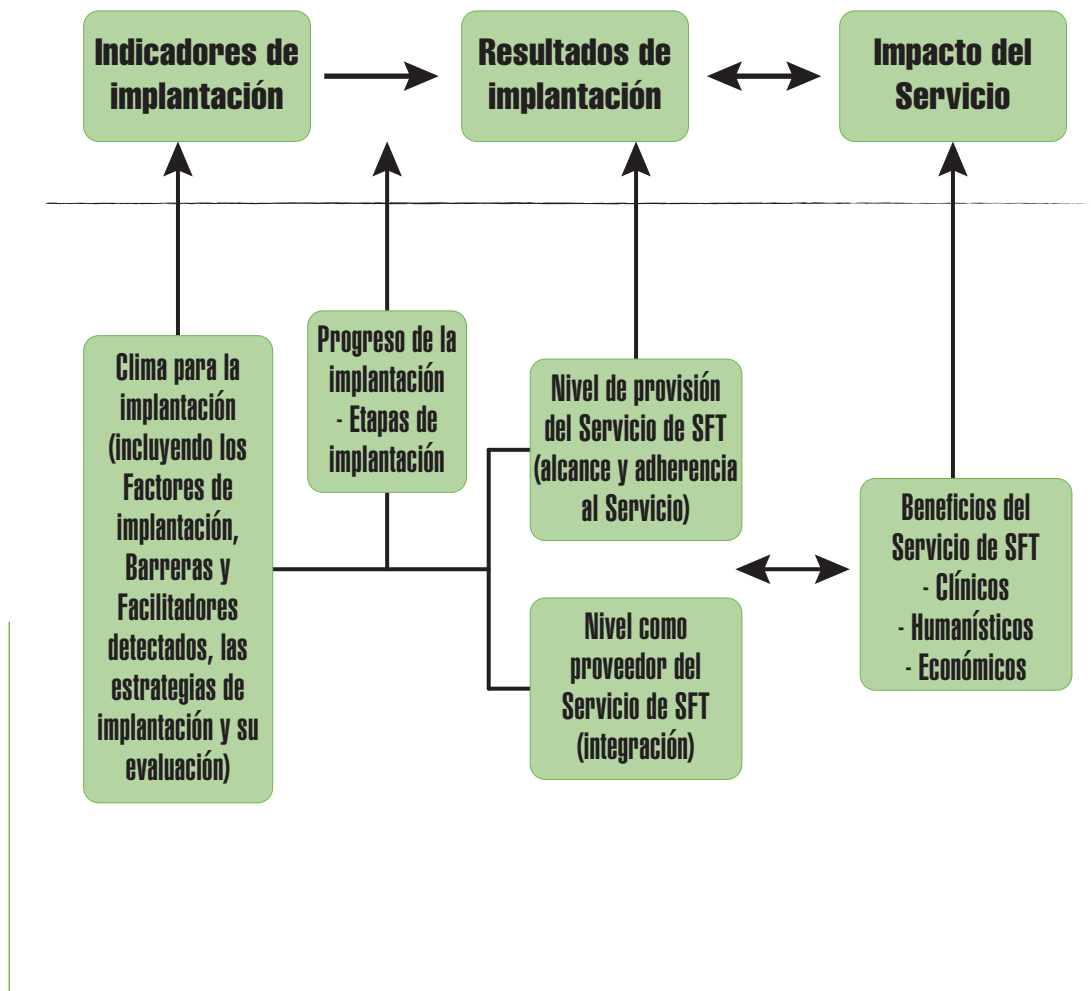 Indicadores de
implantación
Resultados de
implantación
Impacto del
Servicio
Clima para la
implantación
(incluyendo los
Factores de
implantación,
Barreras y
Facilitadores
detectados, las
estrategias de
implantación y su
evaluación)
Progreso de la
implantación
- Etapas de
implantación
Nivel de provisión
del Servicio de SFT
(alcance y adherencia
al Servicio)
Nivel como
proveedor del
Servicio de SFT
(integración)
Beneficios del
Servicio de SFT
- Clínicos
- Humanísticos
- Económicos